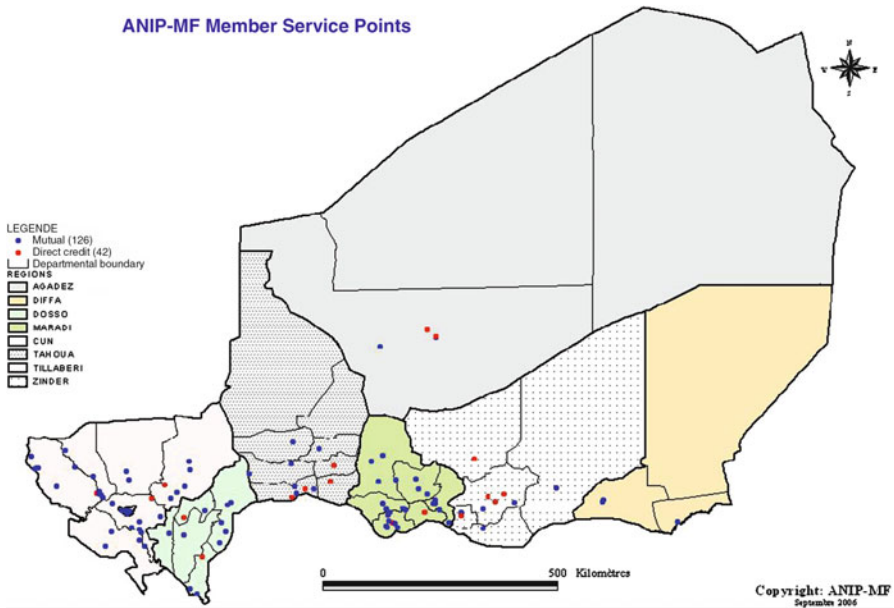 ANIP-MF Member Service Points
N
E
S
LEGENDE
Mutual (126)
Direct credit (42)
Departmental boundary
REGIONS
AGADEZ
DIFFA
DOSSO
MARADI
CUN
TAHOUA
TILLABERI
ZINDER
0 500 Kilomètres
Copyright: ANIP-MF
Septembre 2006